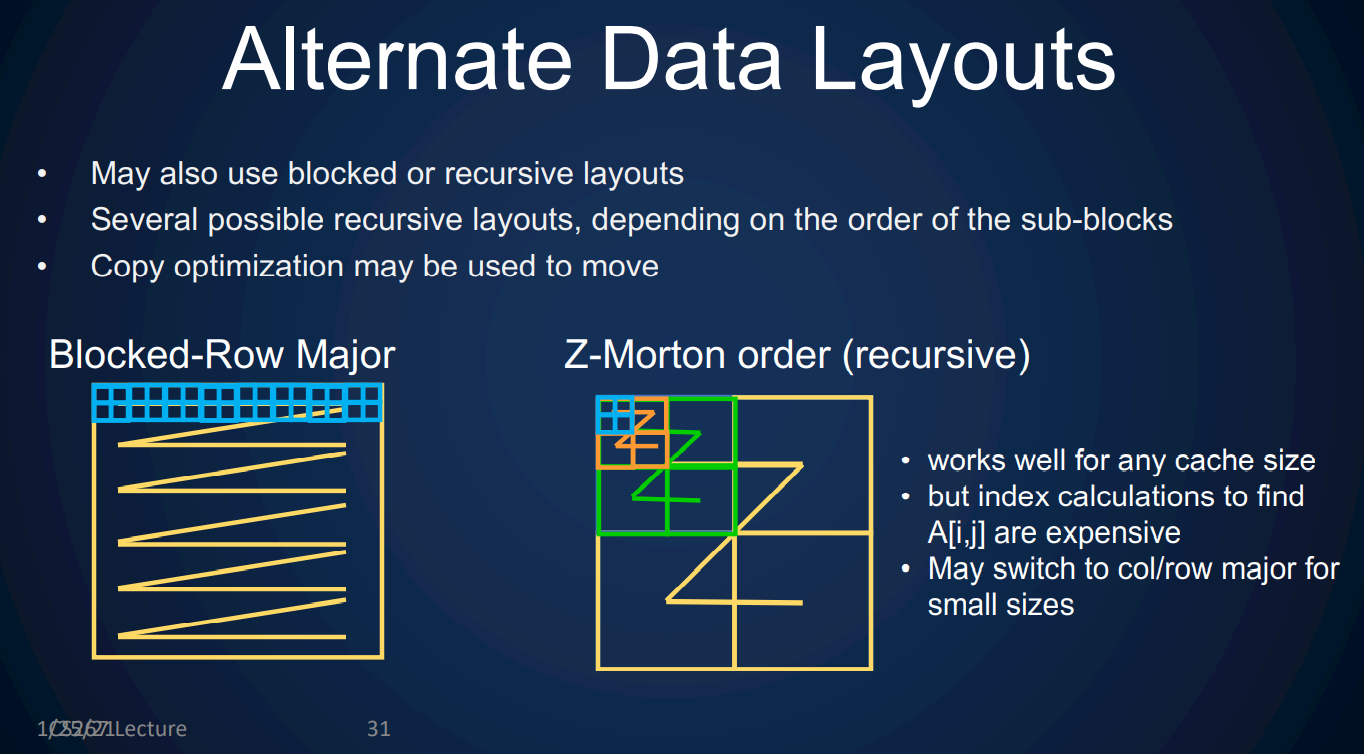 Alternate Data Layouts
• May also use blocked or recursive layouts
• Several possible recursive layouts, depending on the order of the sub-blocks
• Copy optimization may be used to move
Blocked-Row Major
Z-Morton order (recursive)
• works well for any cache size
• but index calculations to find
A[i,j] are expensive
• May switch to col/row major for
small sizes
Lecture
31